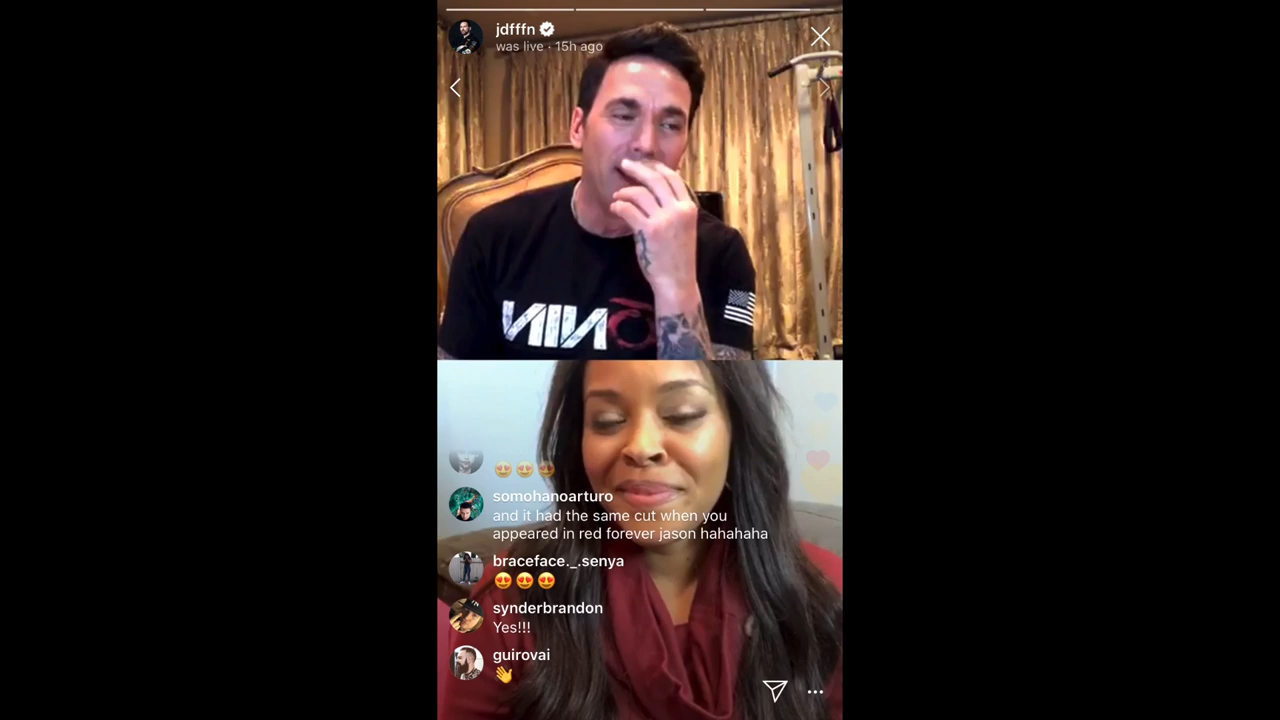 jdfffn
was live · 15h ago
😍 😍 😍
somohanoarturo
and it had the same cut when you
appeared in red forever jason hahahaha
braceface._.senya
😍 😍 😍
synderbrandon
Yes!!!
guirovai
👋